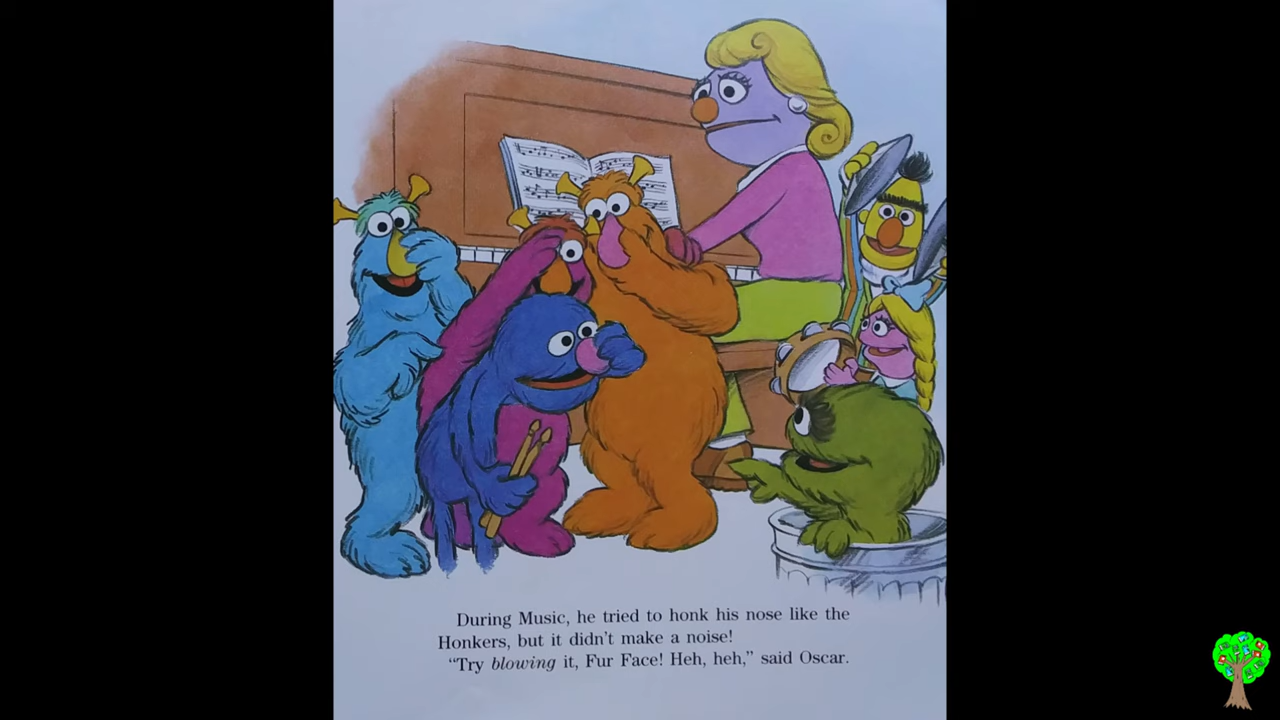 During Music, he tried to honk his nose like the
Honkers, but it didn't make a noise!
“Try blowing it, Fur Face! Heh, heh,” said Oscar.